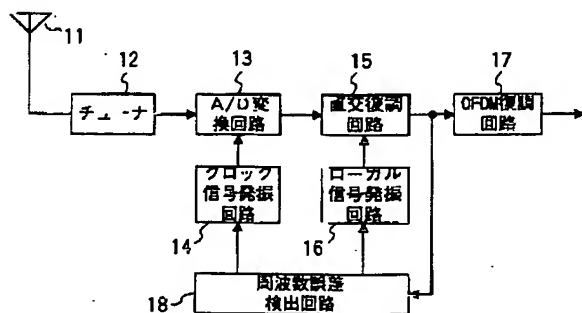 11
12
13
15
17
チューナ
A/D変
換回路
直交復調
回路
OFDM復調
回路
クロック
信号発振
回路
ローカル
信号発振
回路
14
16
周波数誤差
検出回路
18